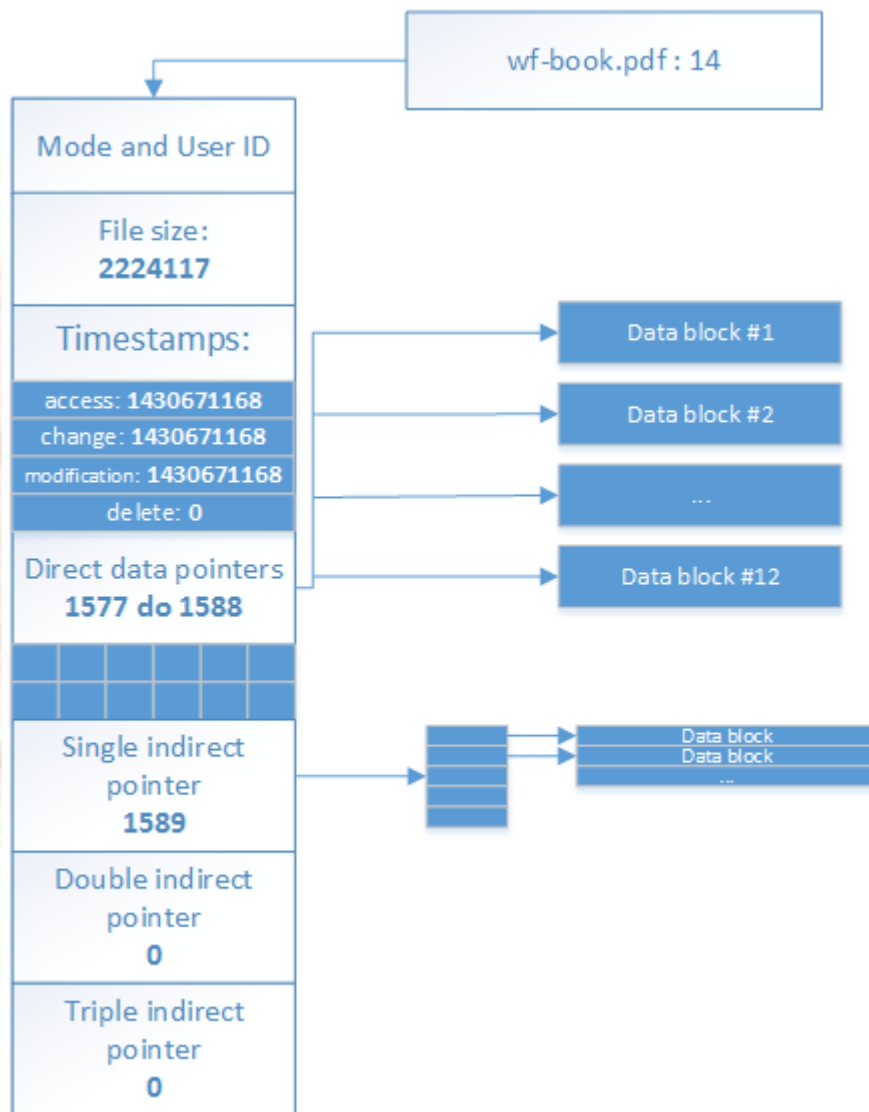 wf-book.pdf : 14
Mode and User ID
File size:
2224117
Timestamps:
access: 1430671168
change: 1430671168
modification: 1430671168
delete: 0
Direct data pointers
1577 do 1588
Data block #1
Data block #2
...
Data block #12
Single indirect
pointer
1589
Data block
Data block
...
Double indirect
pointer
0
Triple indirect
pointer
0